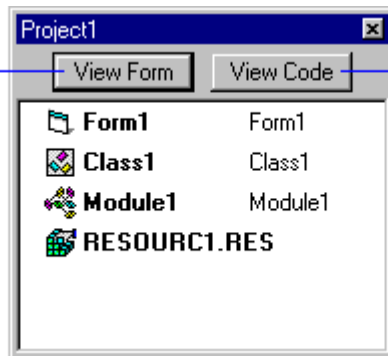 Project1
View Form View Code
Form1 Form1
Class1 Class1
Module1 Module1
RESOURC1.RES